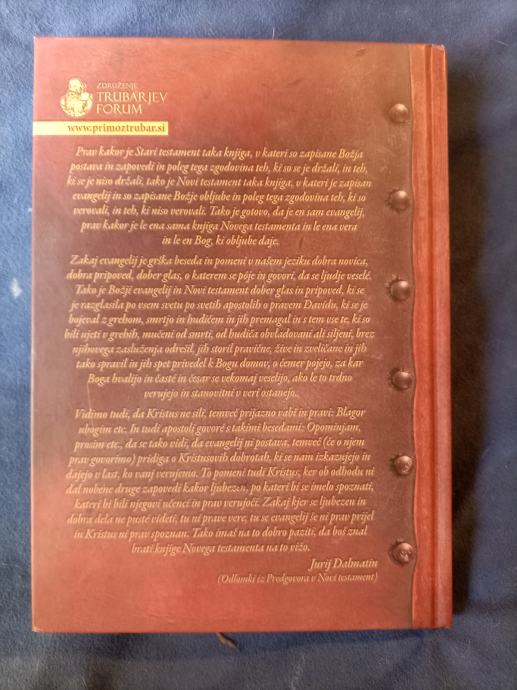 ZDRUŽENJE
TRUBARJEV
FORUM
www.primoztrubar.si
Prav kakor je Stari testament taka knjiga, v kateri so zapisane Božja
postava in zapovedi in poleg tega zgodovina teh, ki so se je držali, in teh,
ki se je niso držali, tako je Novi testament taka knjiga, v kateri je zapisan
evangelij in so zapisane Božje obljube in poleg tega zgodovina teh, ki so
verovali, in teh, ki niso verovali. Tako je gotovo, da je en sam evangelij,
prav kakor je le ena sama knjiga Novega testamenta in le ena vera
in le en Bog, ki obljube daje.
Zakaj evangelij je grška beseda in pomeni v našem jeziku dobra novica,
dobra pripoved, dober glas, o katerem se póje in govorí, da se ljudje veselé.
Tako je Božji evangelij in Novi testament dober glas in pripoved, ki se
je razglasila po vsem svetu po svetih apostolih o pravem Davidu, ki se je
bojeval z grehom, smrtjo in hudičem in jih premagal in s tem vse te, ki so
bili ujeti v grehih, mučeni od smrti, od hudiča obvladovani ali siljeni, brez
njihovega zasluženja odrešil, jih storil pravične, žive in zveličane in jih
tako spravil in jih spet privedel k Bogu domov, o čemer pojejo, za kar
Boga hvalijo in časté in česar se vekomaj veselijo, ako le to trdno
verujejo in stanovitni v veri ostanejo.
Vidimo tudi, da Kristus ne sili, temveč prijazno vabi in pravi: Blagor
ubogim etc. In tudi apostolj govoré s takimi besedami: Opominjam,
prosim etc., da se tako vidi, da evangelij ni postava, temveč (če o njem
prav govorimo) pridiga o Kristusovih dobrotah, ki se nam izkazujejo in
dajejo v last, ko vanj verujemo. To pomeni tudi Kristus, ker ob odhodu ni
dal nobene druge zapovedi kakor ljubezen, po kateri bi se imelo spoznati,
kateri bi bili njegovi učenci in prav verujoči. Zakaj kjer se ljubezen in
dobra dela ne pusté videti, tu ni prave vere, tu se evangelij še ni prav prijel
in Kristus ni prav spoznan. Tako imaš na to dobro paziti, da boš znal
brati knjige Novega testamenta na to vižo.
Jurij Dalmatin
(Odlomki iz Predgovora v Novi testament)